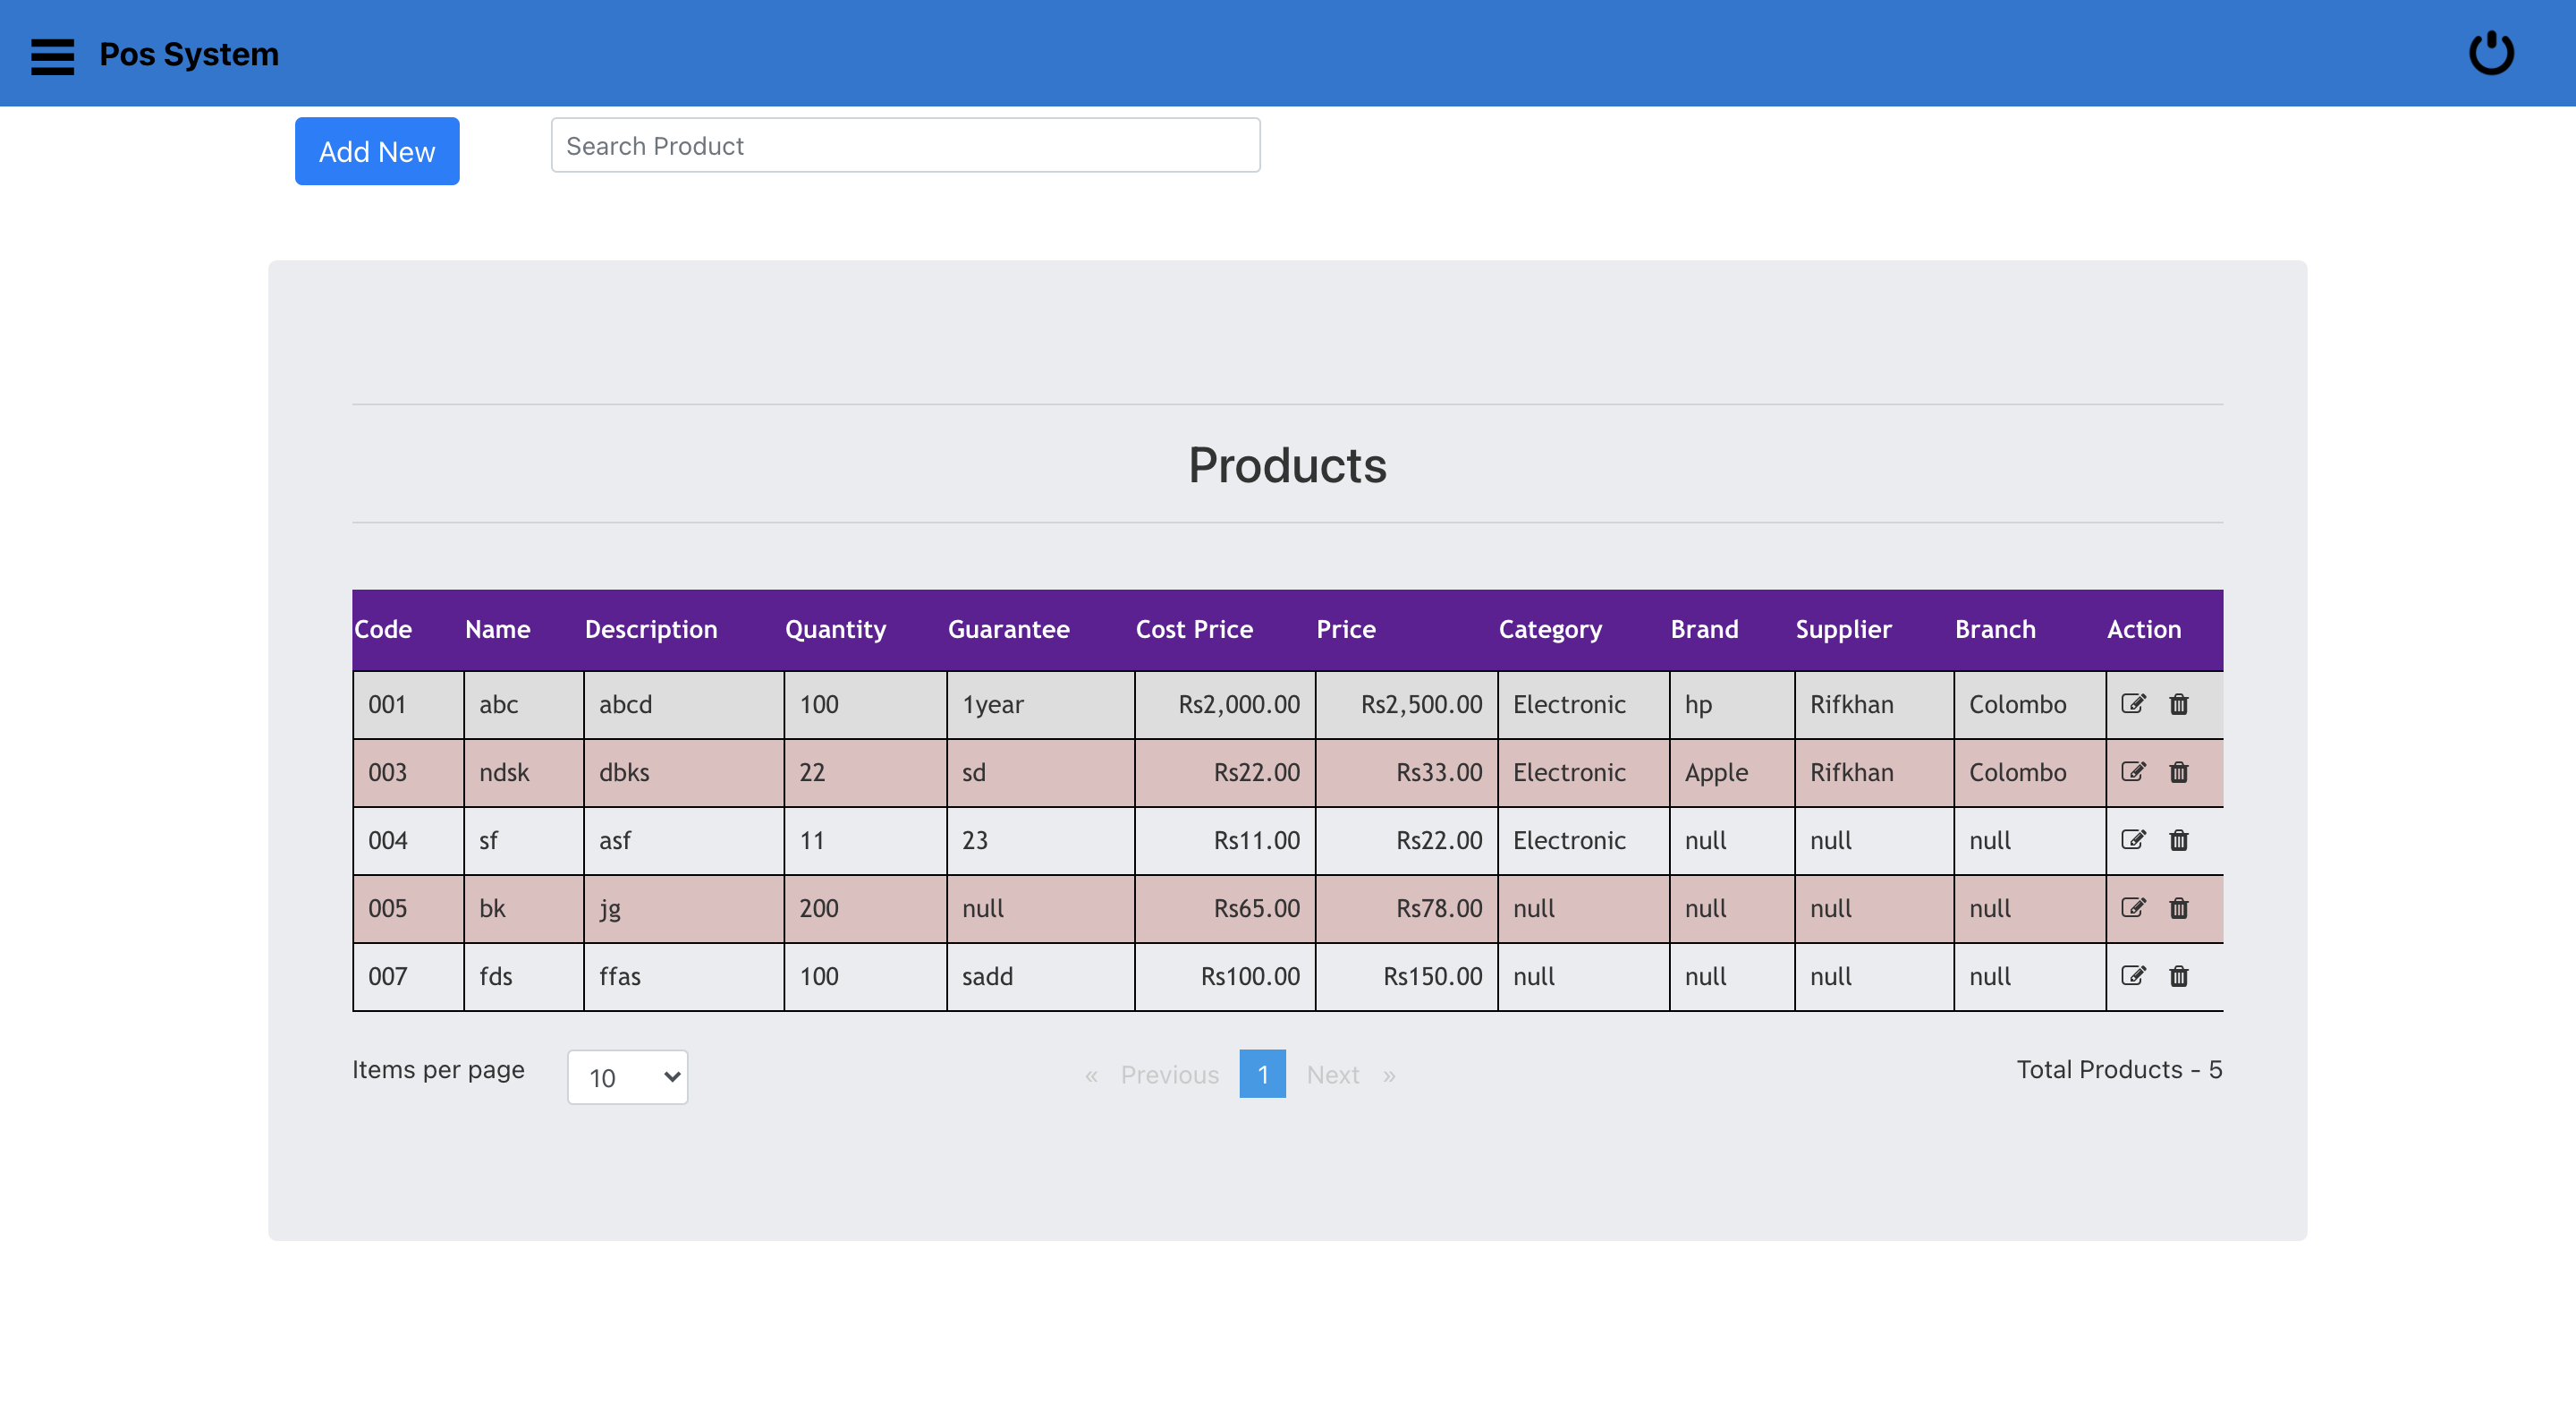 Pos System
Add New
Search Product
Products
Code Name Description Quantity Guarantee Cost Price Price Category Brand Supplier Branch Action
001 abc abcd 100 1year Rs2,000.00 Rs2,500.00 Electronic hp Rifkhan Colombo
003 ndsk dbks 22 sd Rs22.00 Rs33.00 Electronic Apple Rifkhan Colombo
004 sf asf 11 23 Rs11.00 Rs22.00 Electronic null null null
005 bk jg 200 null Rs65.00 Rs78.00 null null null null
007 fds ffas 100 sadd Rs100.00 Rs150.00 null null null null
Items per page 10 « Previous 1 Next » Total Products - 5